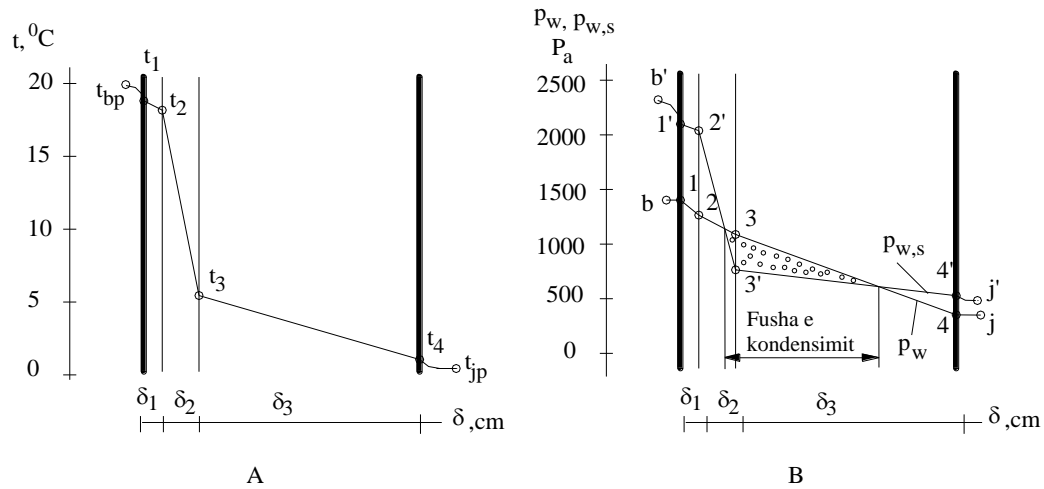 t, ⁰C
t₁
20
t_bp
t₂
15
10
5
t₃
t₄
0
t_jp
δ₁ δ₂ δ₃ δ ,cm
A
p_w, p_w,s
P_a
2500
b'
2000
1' 2'
1500
1
b 2
3
1000
3'
p_w,s
4'
500
j'
4 j
Fusha e
kondensimit
p_w
0
δ₁ δ₂ δ₃ δ ,cm
B